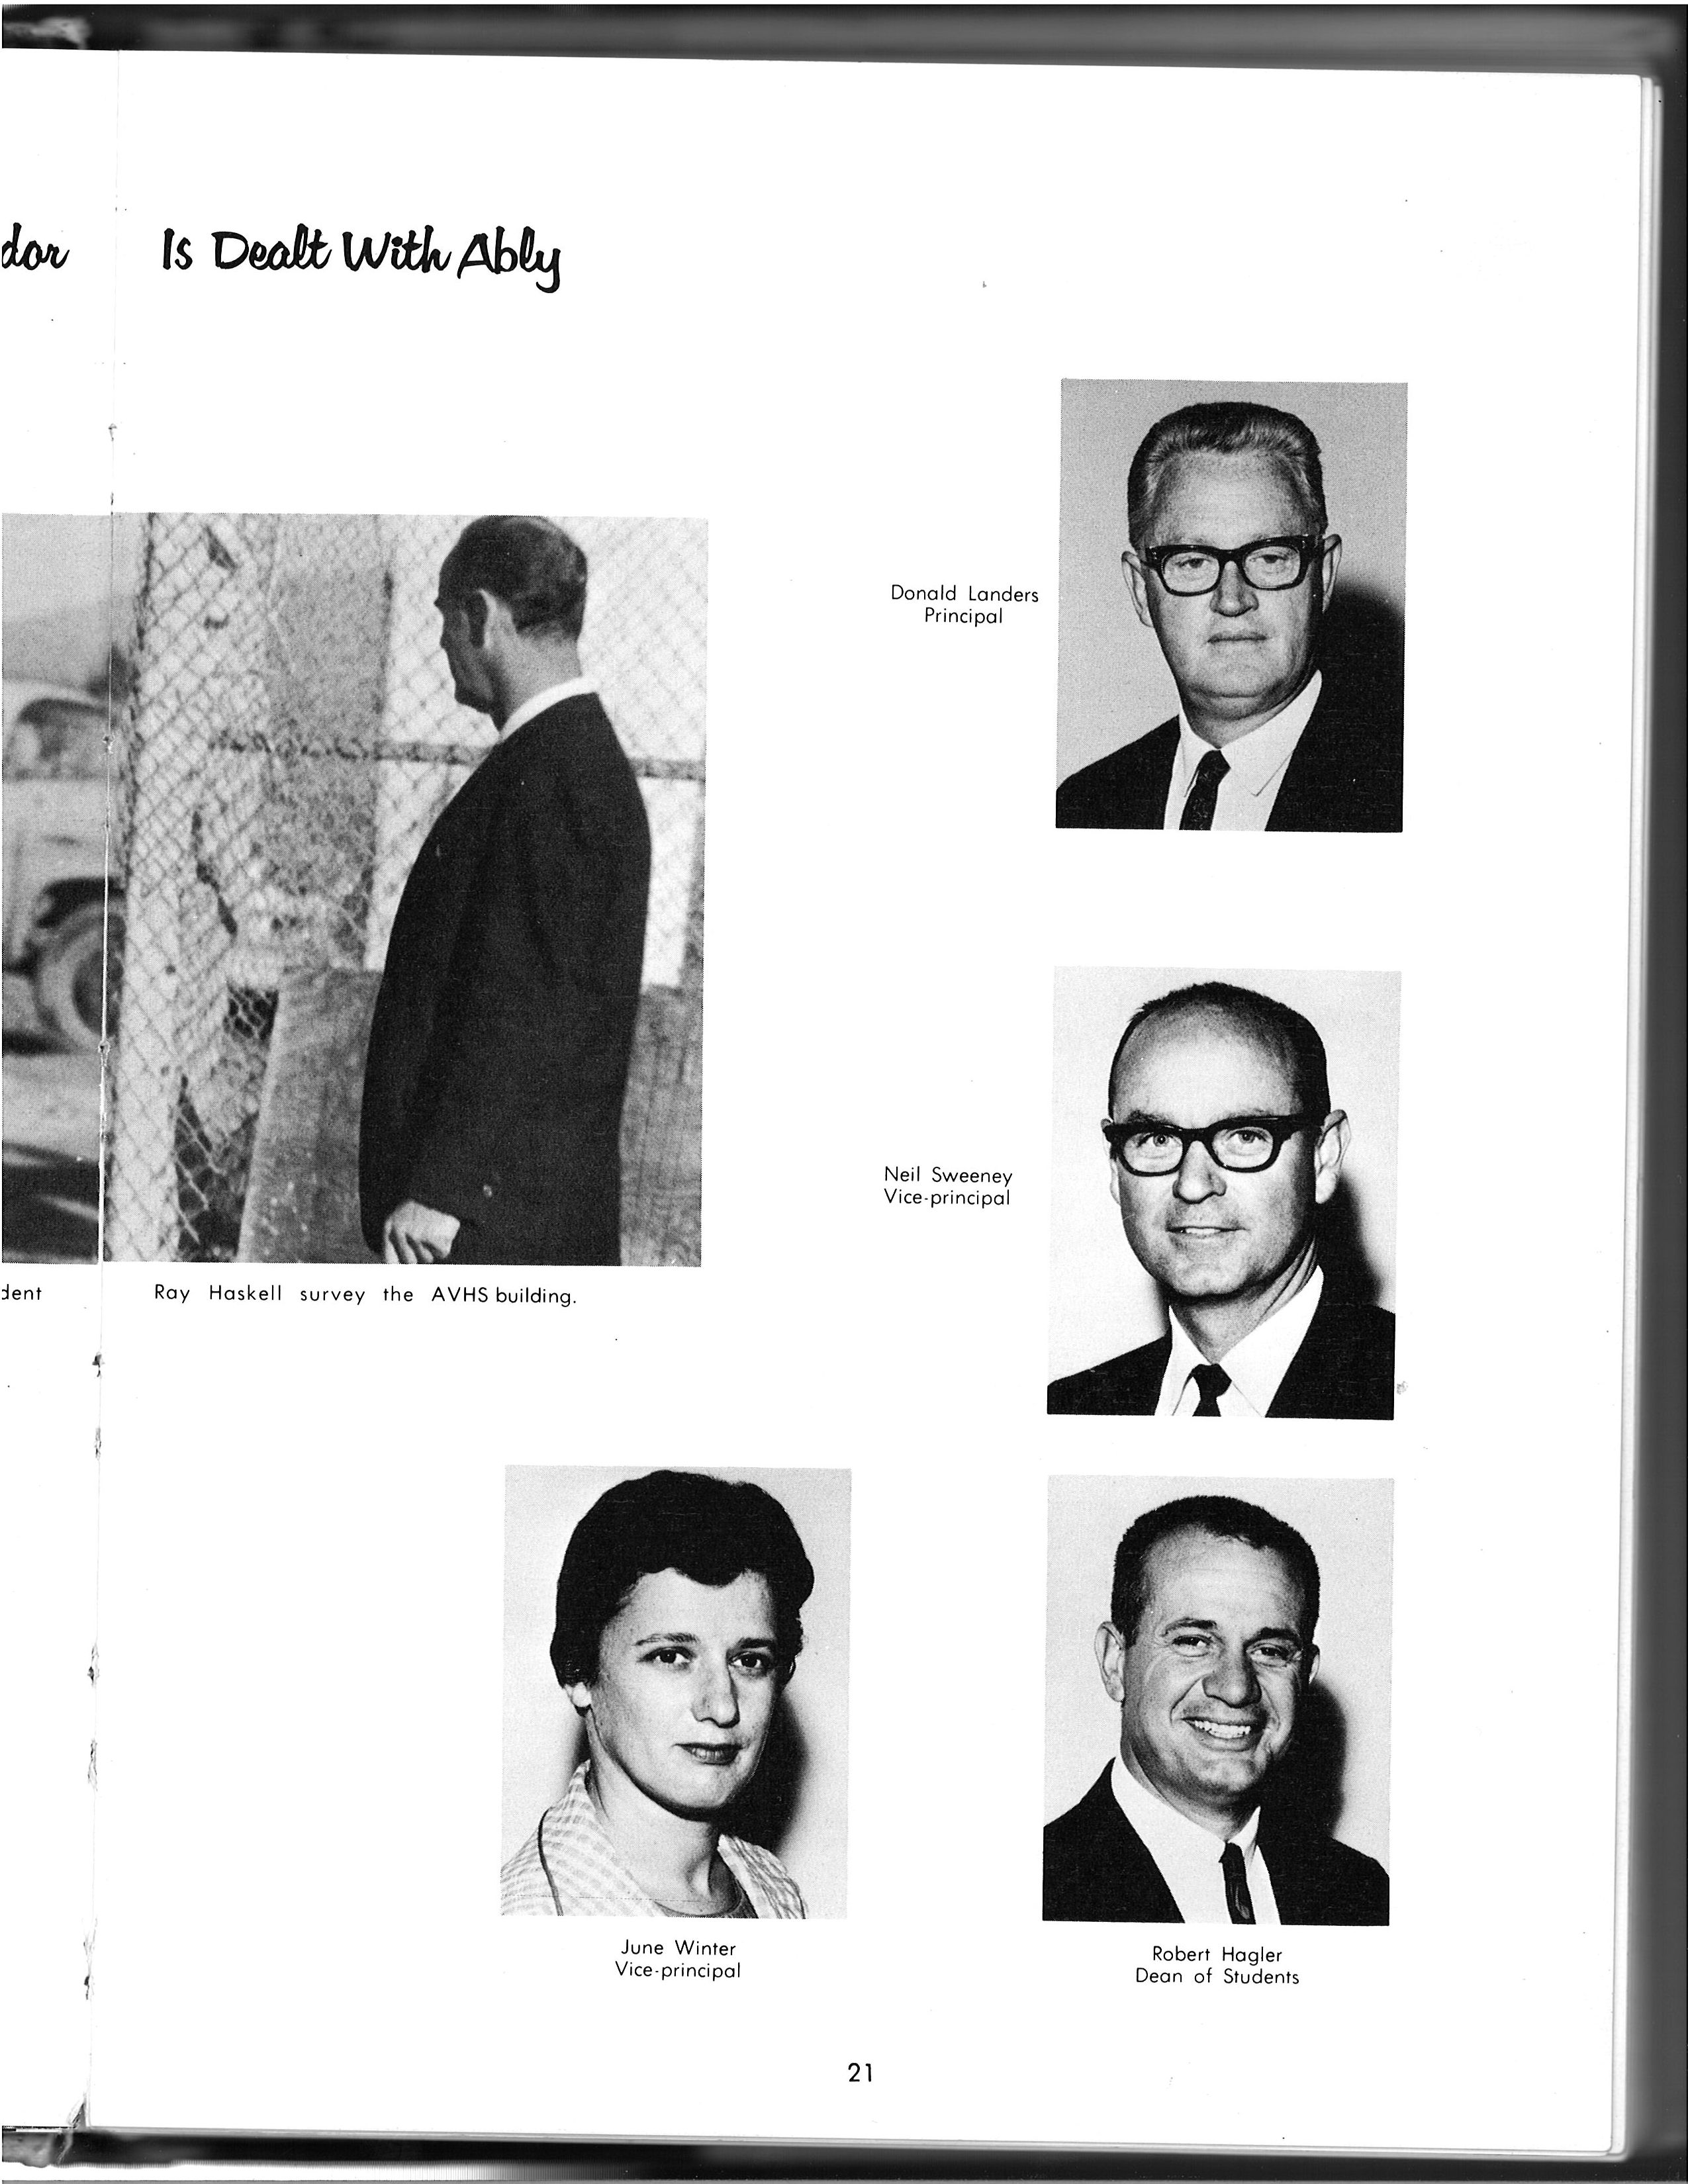 dor Is Dealt With Ably
Donald Landers
Principal
Neil Sweeney
Vice-principal
dent Ray Haskell survey the AVHS building.
June Winter
Vice-principal
Robert Hagler
Dean of Students
21